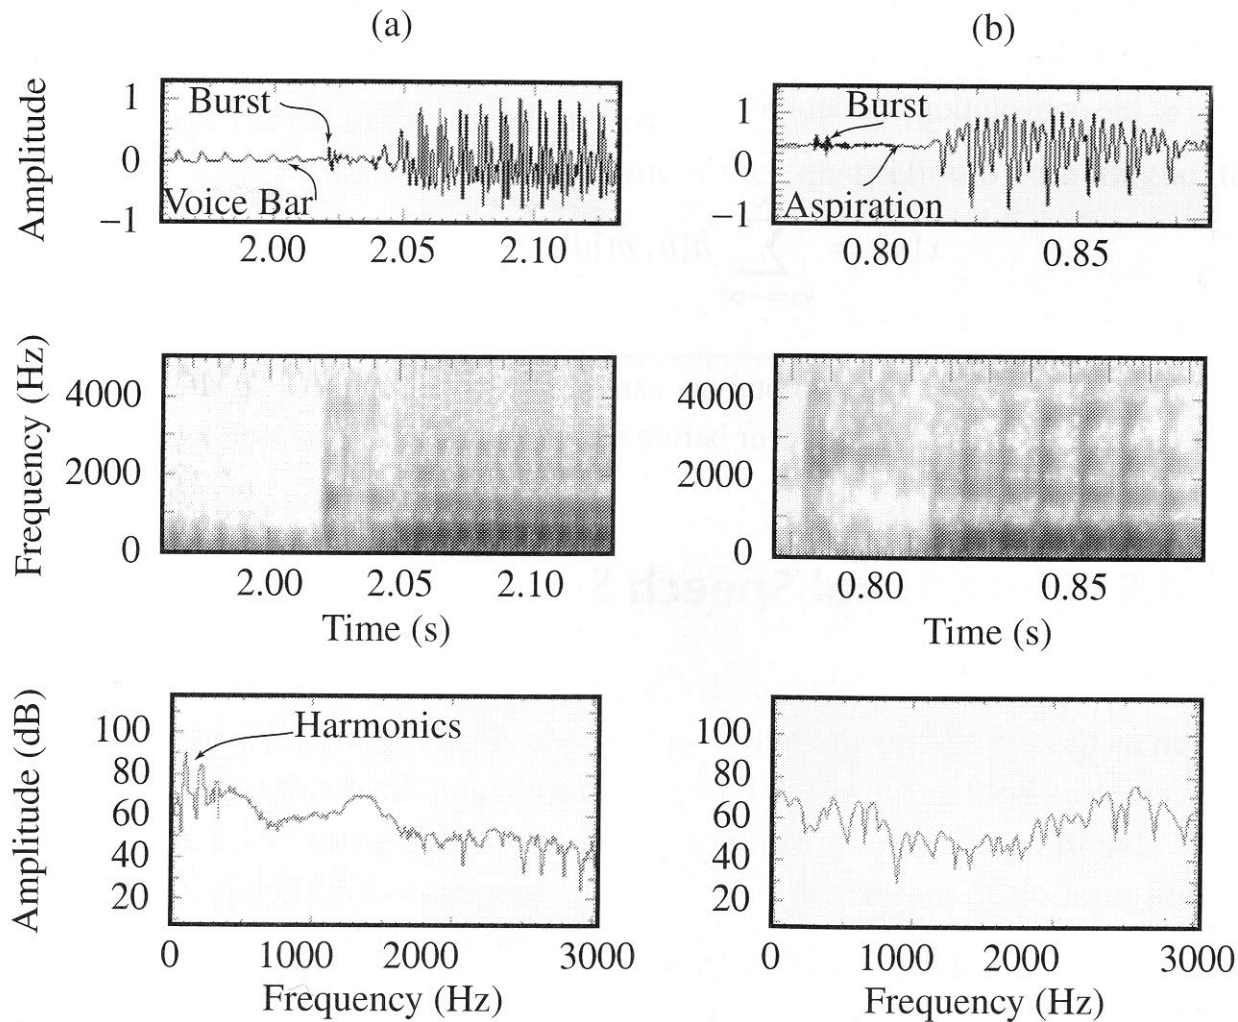 (a)
(b)
Amplitude
1
0
−1
Burst
Voice Bar
2.00 2.05 2.10
1
0
−1
Burst
Aspiration
0.80 0.85
Frequency (Hz)
4000
2000
0
2.00 2.05 2.10
Time (s)
4000
2000
0
0.80 0.85
Time (s)
Amplitude (dB)
100
80
60
40
20
Harmonics
0 1000 2000 3000
Frequency (Hz)
100
80
60
40
20
0 1000 2000 3000
Frequency (Hz)